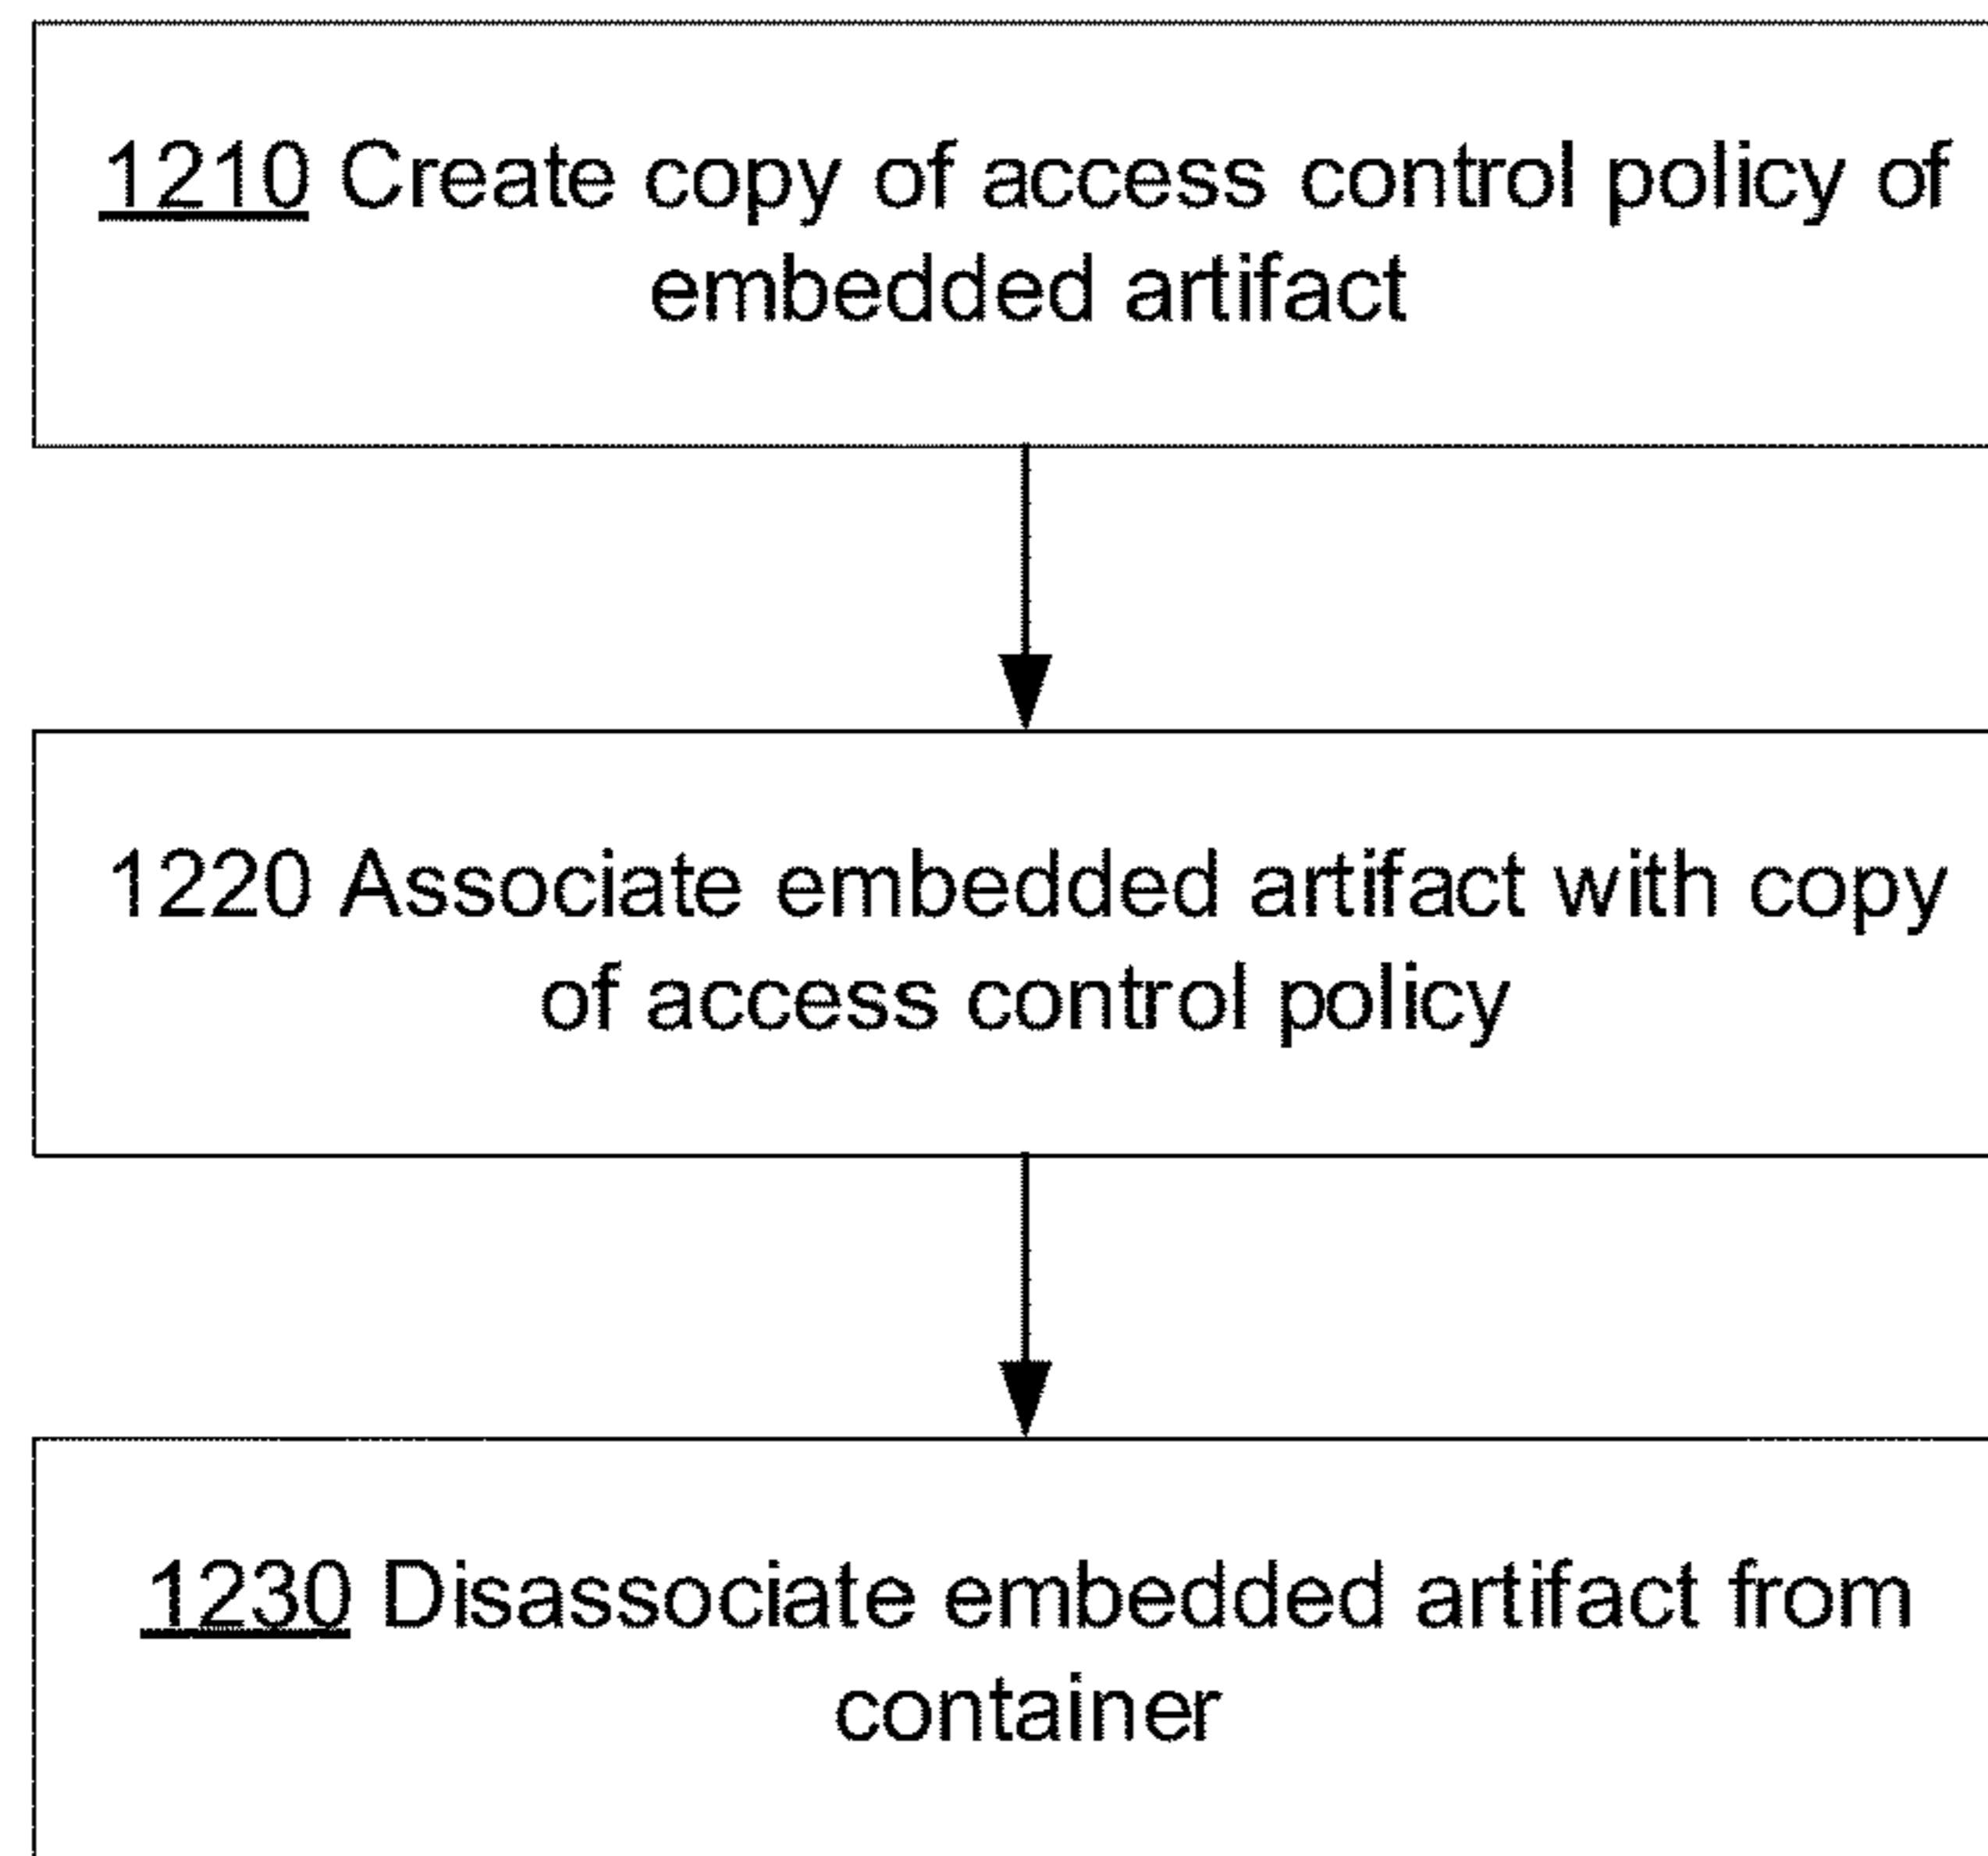 1210 Create copy of access control policy of
embedded artifact
1220 Associate embedded artifact with copy
of access control policy
1230 Disassociate embedded artifact from
container